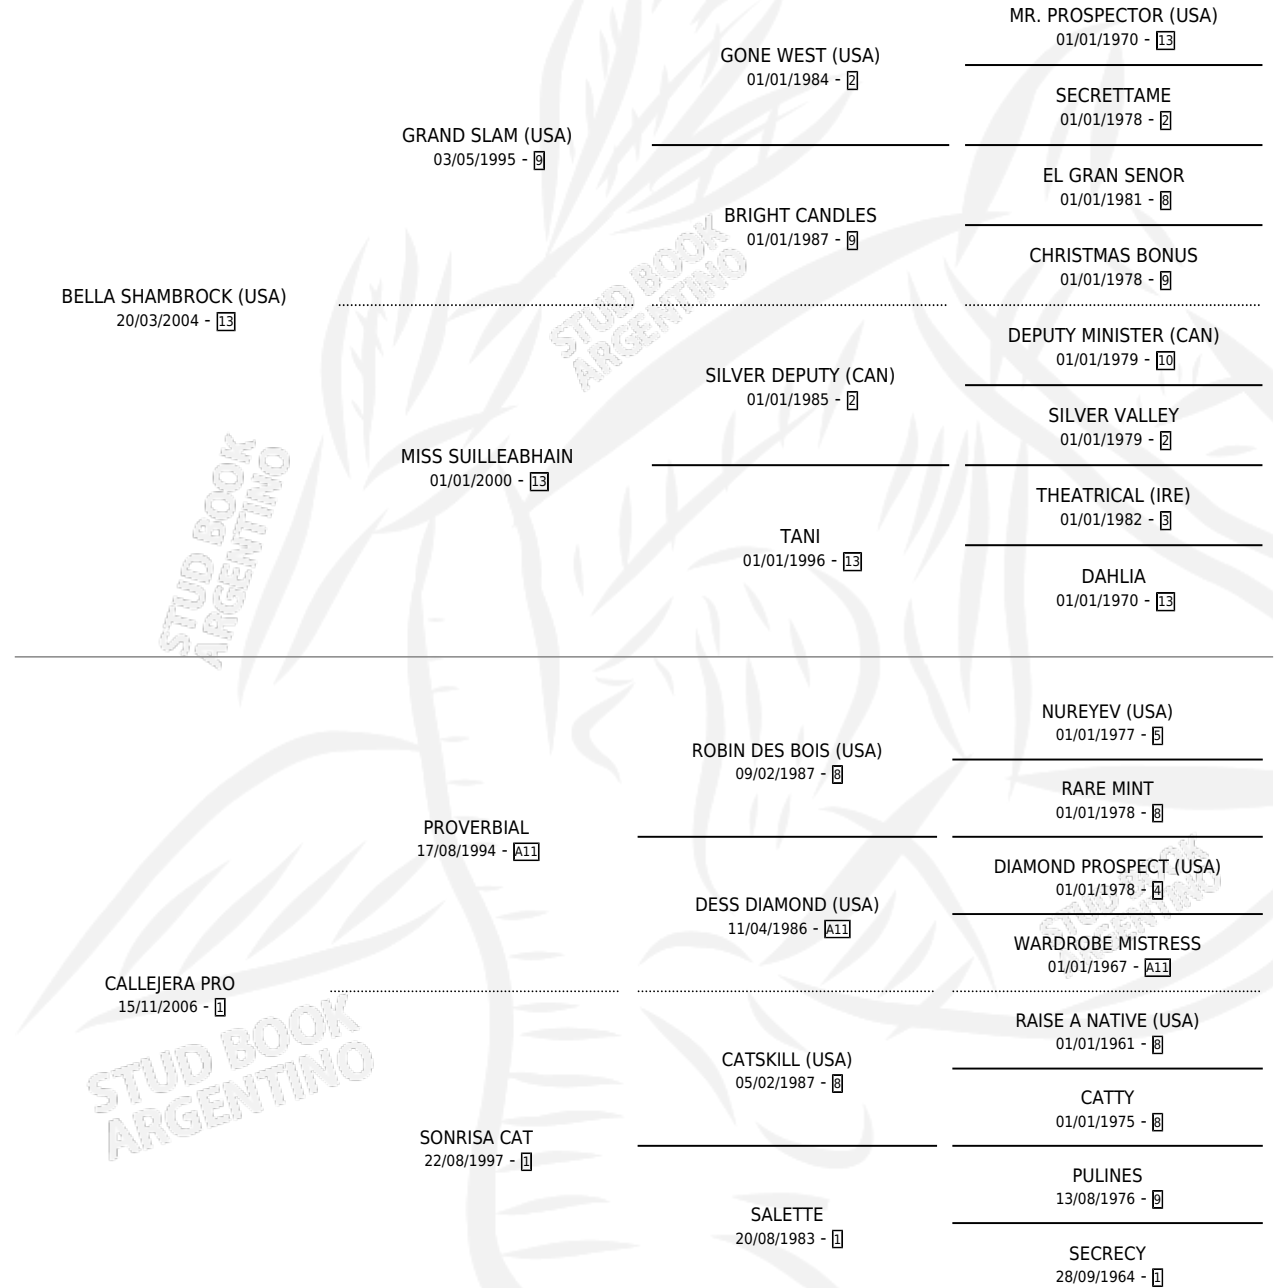 MR. PROSPECTOR (USA)
01/01/1970 - 13
GONE WEST (USA)
01/01/1984 - 2
SECRETTAME
01/01/1978 - 2
GRAND SLAM (USA)
03/05/1995 - 9
EL GRAN SENOR
01/01/1981 - 8
BRIGHT CANDLES
01/01/1987 - 9
CHRISTMAS BONUS
01/01/1978 - 9
BELLA SHAMBROCK (USA)
20/03/2004 - 13
DEPUTY MINISTER (CAN)
01/01/1979 - 10
SILVER DEPUTY (CAN)
01/01/1985 - 2
SILVER VALLEY
01/01/1979 - 2
MISS SUILLEABHAIN
01/01/2000 - 13
THEATRICAL (IRE)
01/01/1982 - 3
TANI
01/01/1996 - 13
DAHLIA
01/01/1970 - 13
STUD BOOK
ARGENTINO
STUD BOOK
ARGENTINO
NUREYEV (USA)
01/01/1977 - 5
ROBIN DES BOIS (USA)
09/02/1987 - 8
RARE MINT
01/01/1978 - 8
PROVERBIAL
17/08/1994 - A11
DIAMOND PROSPECT (USA)
01/01/1978 - 4
DESS DIAMOND (USA)
11/04/1986 - A11
WARDROBE MISTRESS
01/01/1967 - A11
STUD BOOK
ARGENTINO
CALLEJERA PRO
15/11/2006 - 1
RAISE A NATIVE (USA)
01/01/1961 - 8
CATSKILL (USA)
05/02/1987 - 8
CATTY
01/01/1975 - 8
STUD BOOK
ARGENTINO
SONRISA CAT
22/08/1997 - 1
PULINES
13/08/1976 - 9
SALETTE
20/08/1983 - 1
SECRECY
28/09/1964 - 1